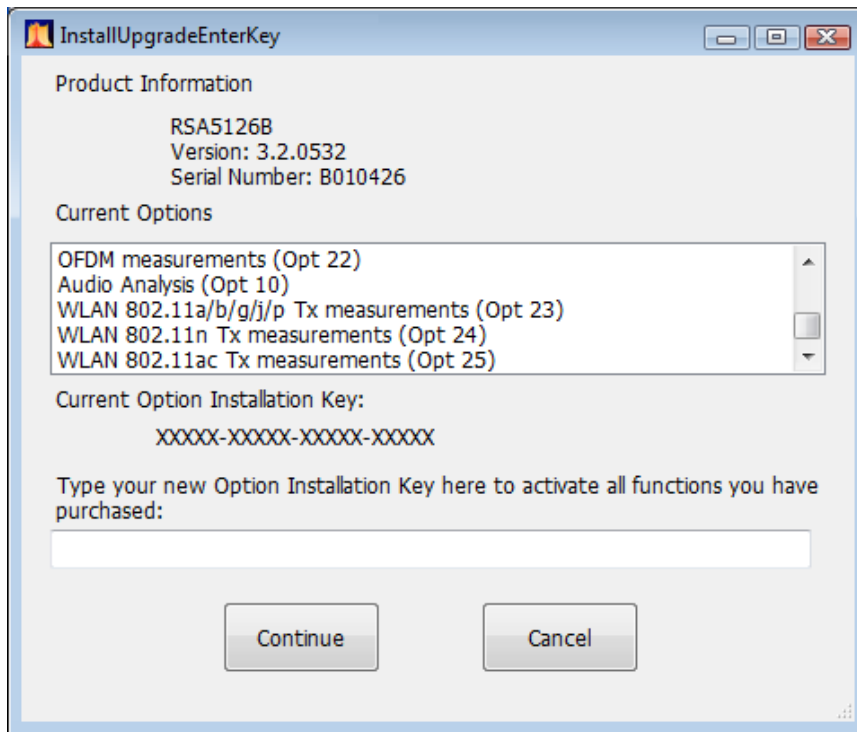 InstallUpgradeEnterKey
Product Information
RSA5126B
Version: 3.2.0532
Serial Number: B010426
Current Options
OFDM measurements (Opt 22)
Audio Analysis (Opt 10)
WLAN 802.11a/b/g/j/p Tx measurements (Opt 23)
WLAN 802.11n Tx measurements (Opt 24)
WLAN 802.11ac Tx measurements (Opt 25)
Current Option Installation Key:
XXXXX-XXXXX-XXXXX-XXXXX
Type your new Option Installation Key here to activate all functions you have
purchased:
Continue
Cancel